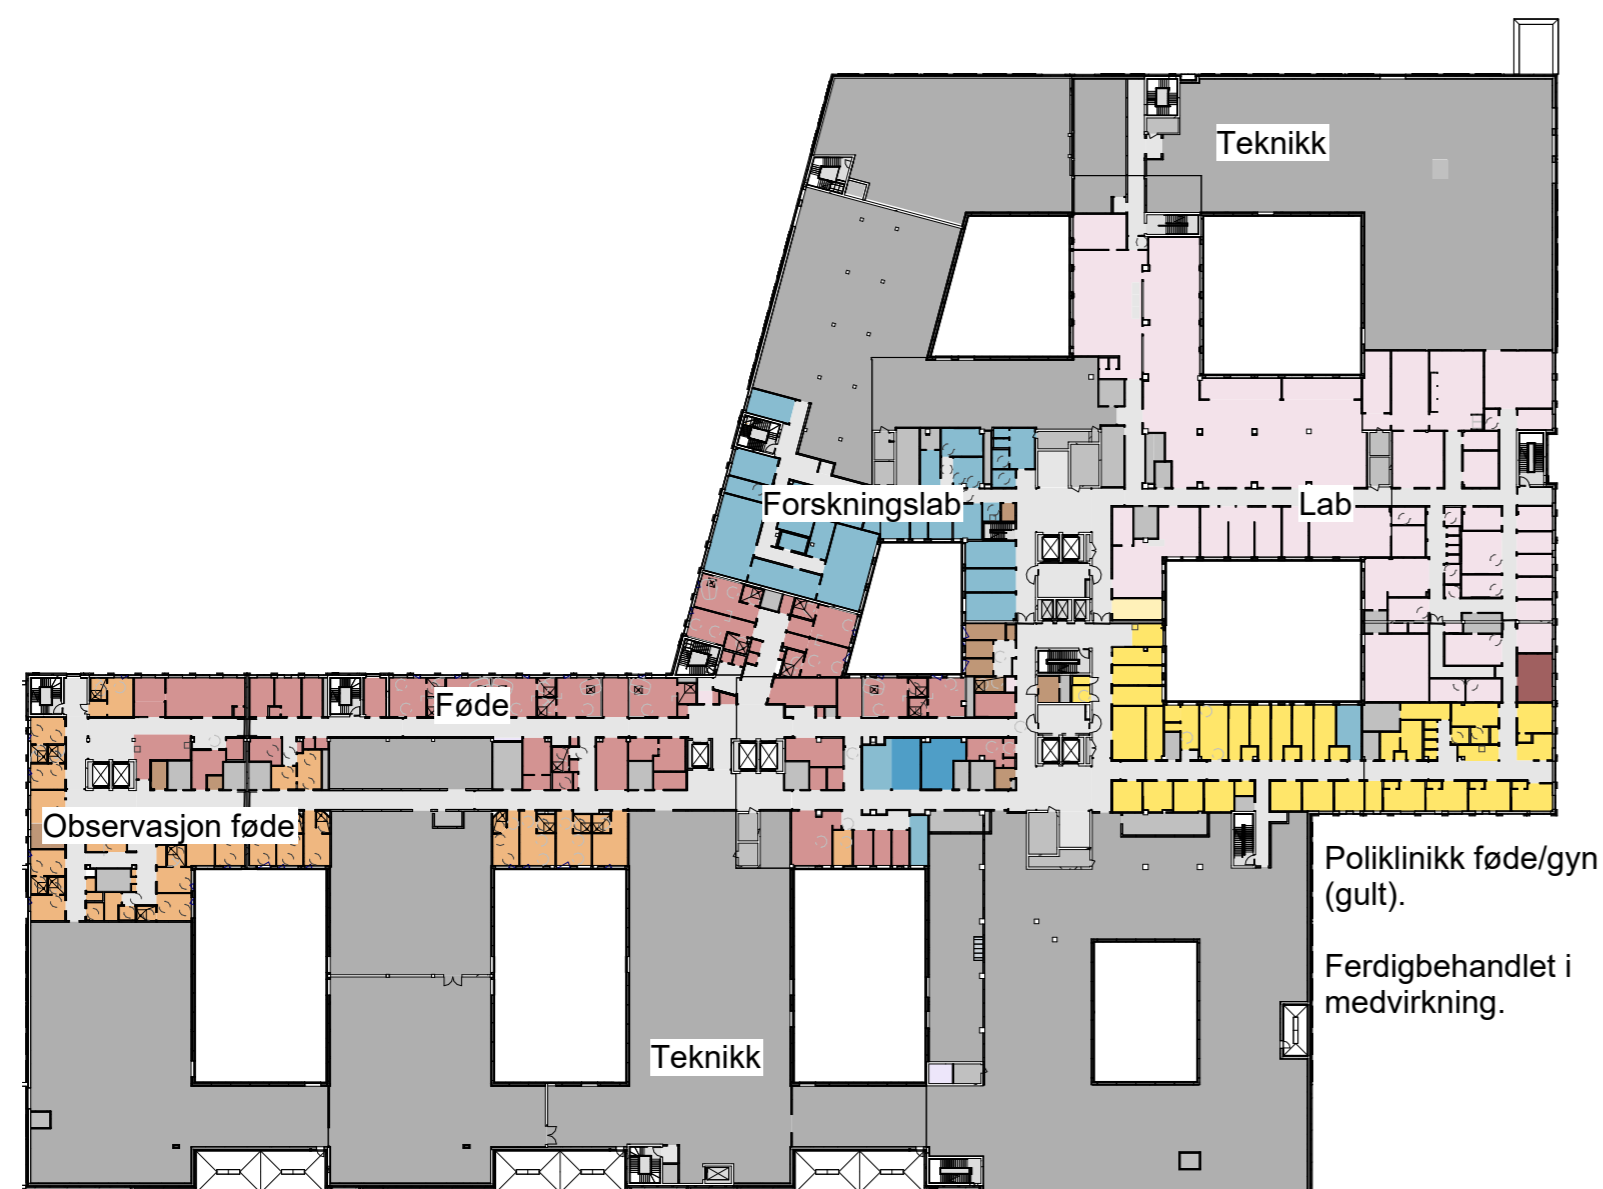 Teknikk
Forskningslab
Lab
Føde
Observasjon føde
Poliklinikk føde/gyn
(gult).
Ferdigbehandlet i
medvirkning.
Teknikk